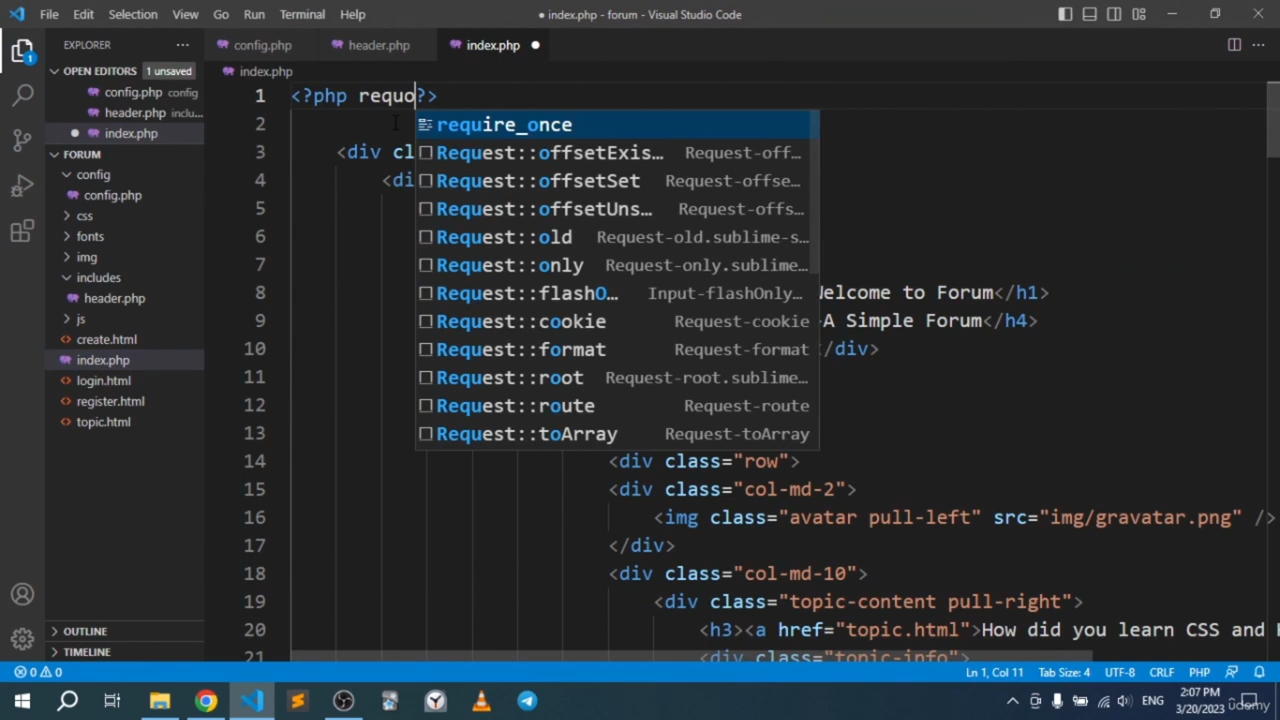 File Edit Selection View Go Run Terminal Help
● index.php - forum - Visual Studio Code
EXPLORER
config.php
header.php
index.php
OPEN EDITORS 1 unsaved
index.php
config.php config
header.php inclu...
index.php
FORUM
config
config.php
css
fonts
img
includes
header.php
js
create.html
index.php
login.html
register.html
topic.html
OUTLINE
TIMELINE
1 <?php requo?>
2
3 <div cl
4 <di
5
6
7
8 Welcome to Forum</h1>
9 A Simple Forum</h4>
10 /div>
11
12
13
14 <div class="row">
15 <div class="col-md-2">
16 <img class="avatar pull-left" src="img/gravatar.png" />
17 </div>
18 <div class="col-md-10">
19 <div class="topic-content pull-right">
20 <h3><a href="topic.html">How did you learn CSS and
21 <div class="topic-info">
require_once
Request::offsetExis... Request-off...
Request::offsetSet Request-offse...
Request::offsetUns... Request-offs...
Request::old Request-old.sublime-s...
Request::only Request-only.sublime...
Request::flashO... Input-flashOnly...
Request::cookie Request-cookie
Request::format Request-format
Request::root Request-root.sublime...
Request::route Request-route
Request::toArray Request-toArray
0 0 Ln 1, Col 11 Tab Size: 4 UTF-8 CRLF PHP
ENG
2:07 PM
3/20/2023
udemy